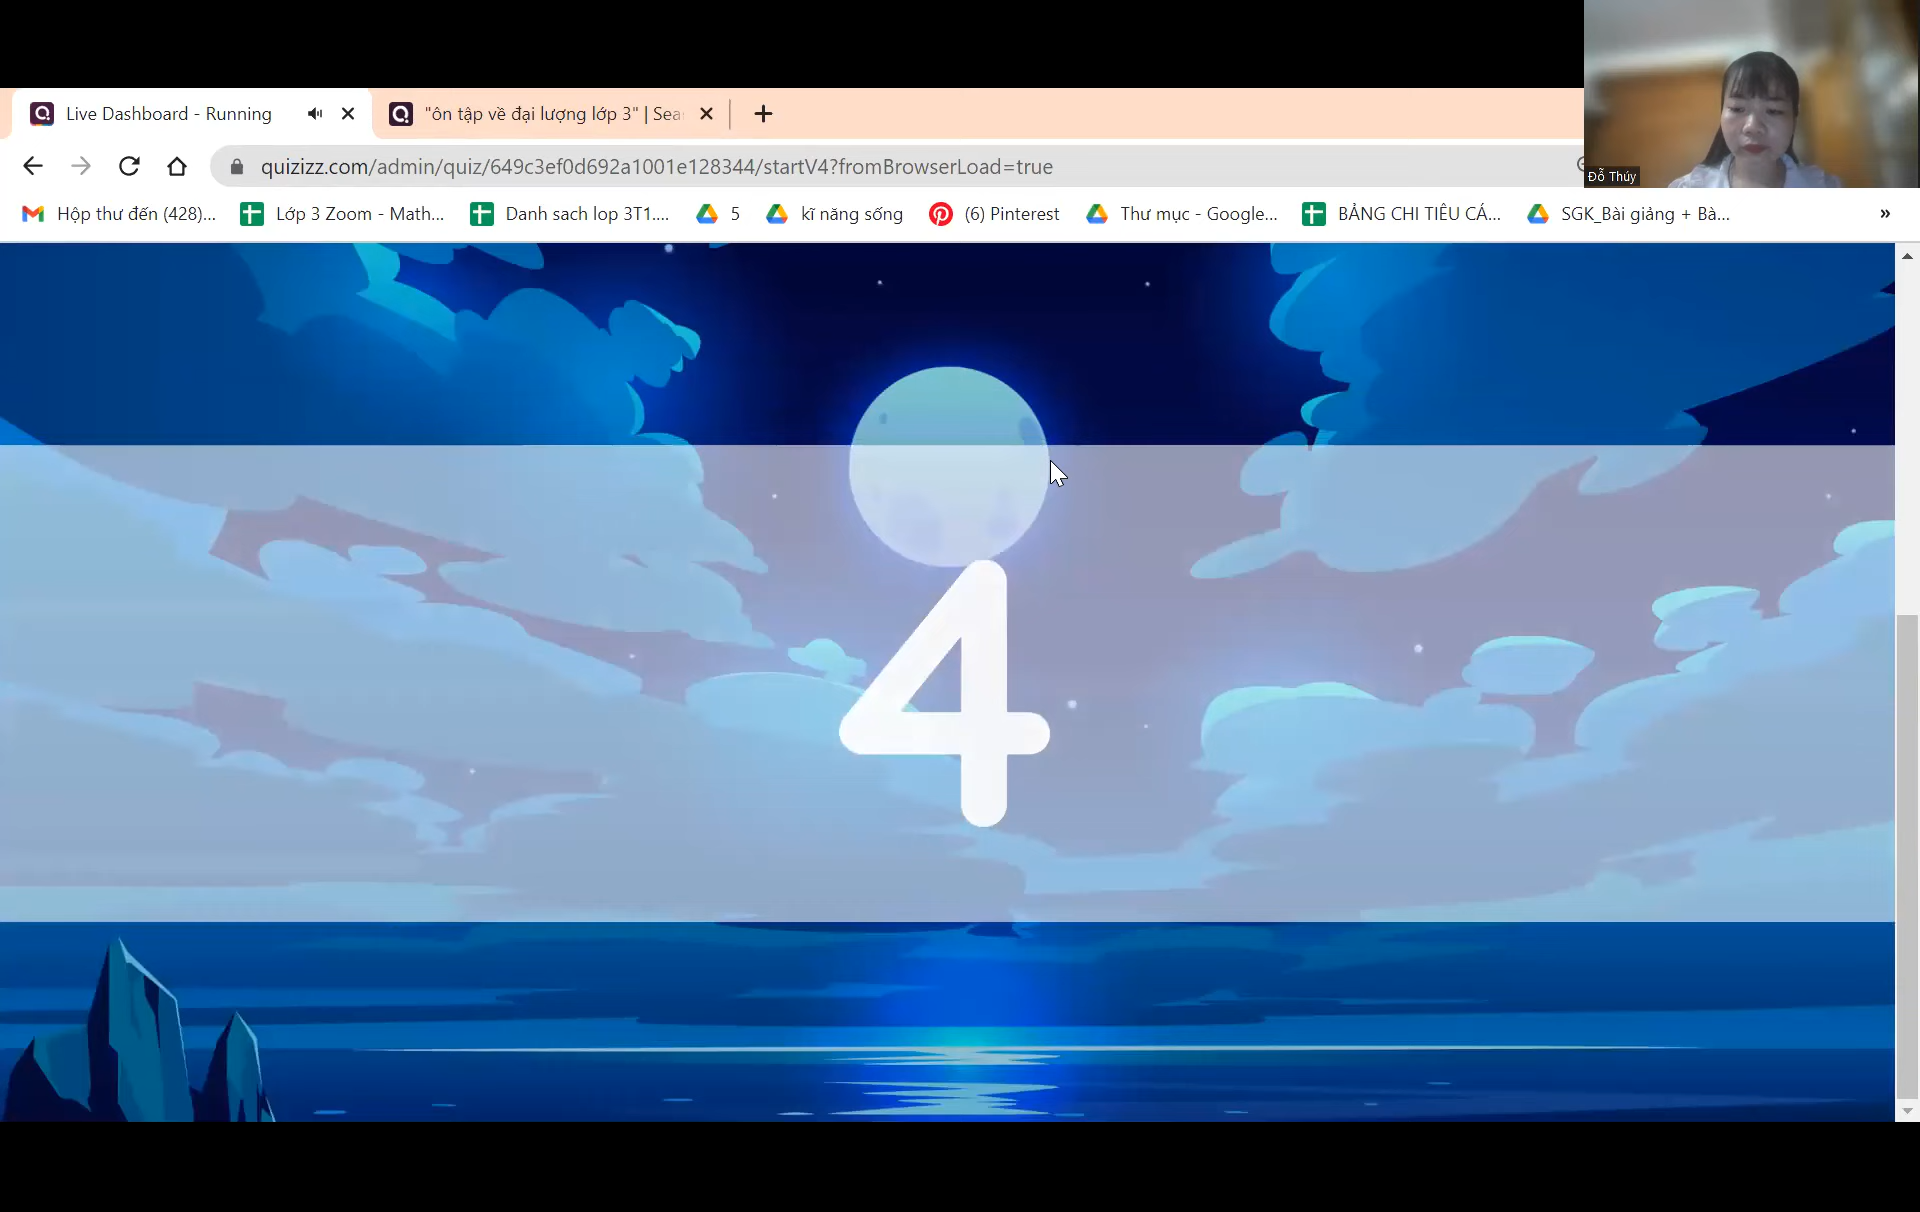 Live Dashboard - Running
"ôn tập về đại lượng lớp 3" | Sea
quizizz.com/admin/quiz/649c3ef0d692a1001e128344/startV4?fromBrowserLoad=true
Đỗ Thúy
Hộp thư đến (428)...
Lớp 3 Zoom - Math...
Danh sach lop 3T1....
5
kĩ năng sống
(6) Pinterest
Thư mục - Google...
BẢNG CHI TIÊU CÁ...
SGK_Bài giảng + Bà...
4